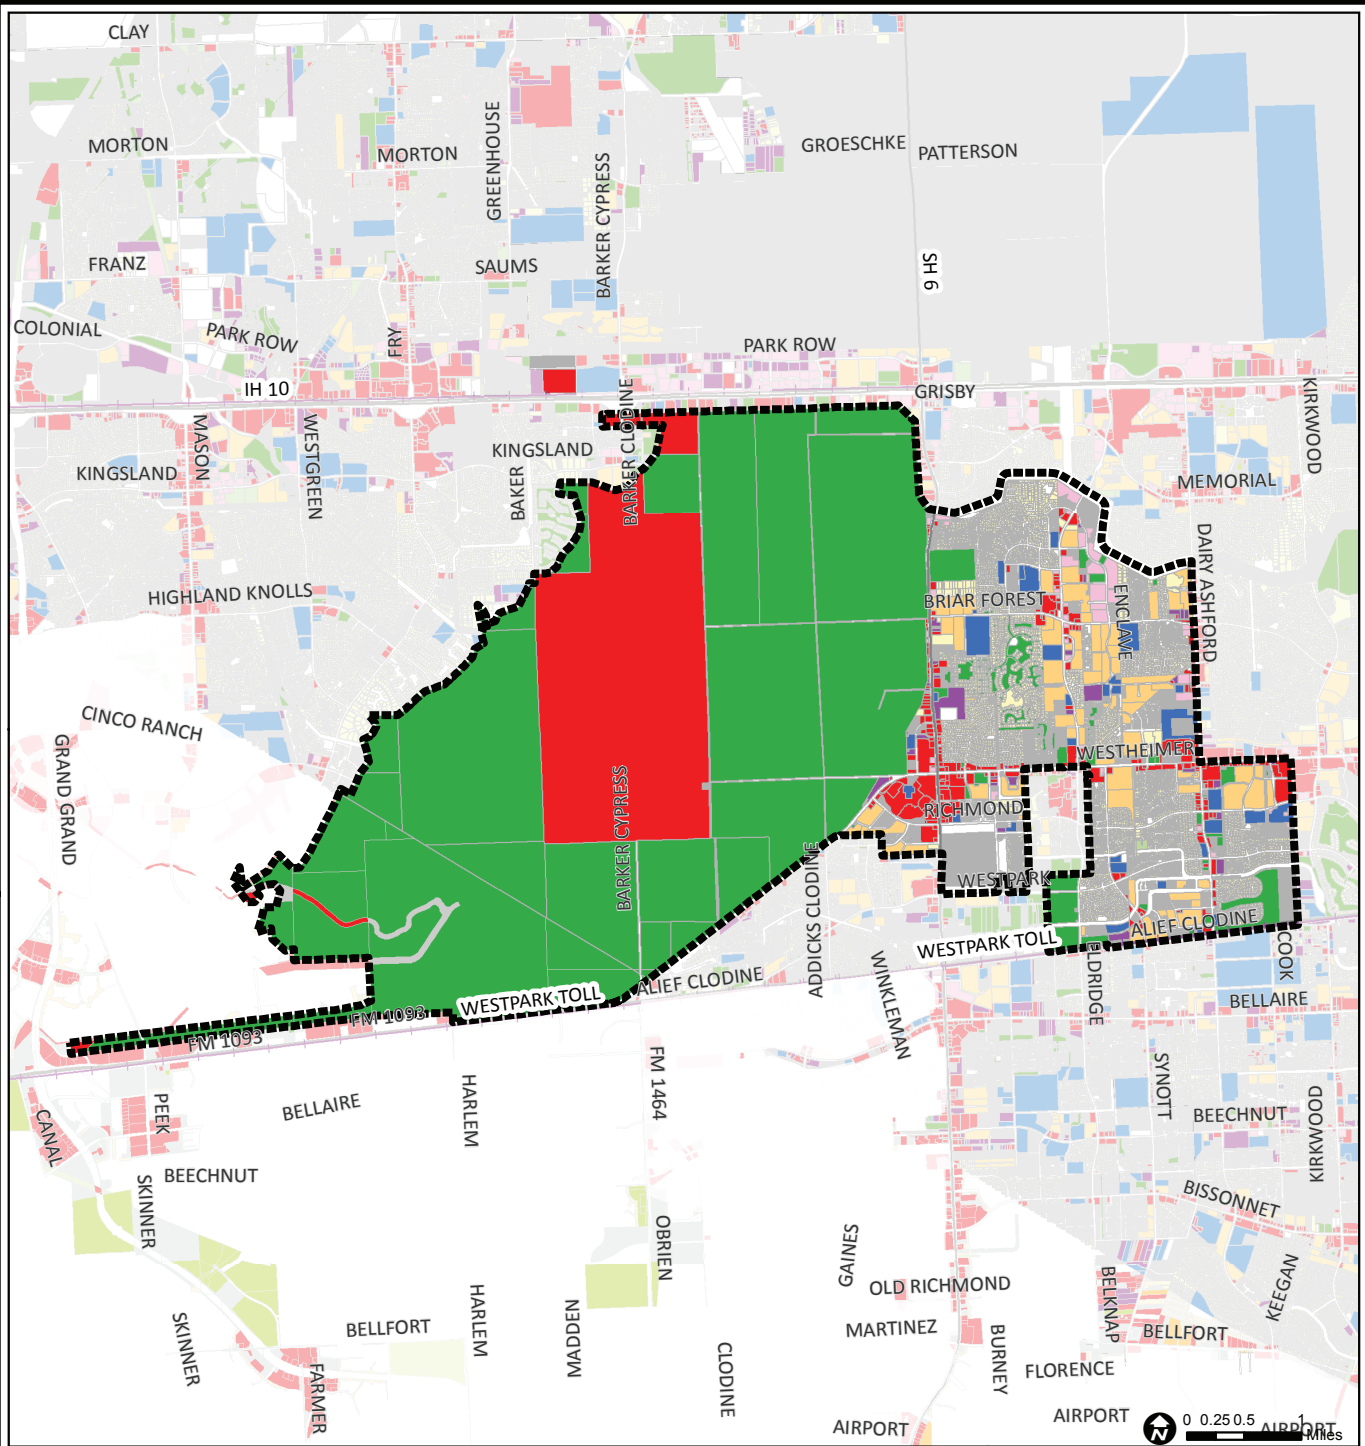 CLAY
MORTON
MORTON
GREENHOUSE
BARKER CYPRESS
GROESCHKE
PATTERSON
FRANZ
SAUMS
SH 6
COLONIAL
PARK ROW
FRY
PARK ROW
IH 10
GRISBY
KIRKWOOD
MASON
WESTGREEN
KINGSLAND
KINGSLAND
BAKER
BARKER CLODINE
MEMORIAL
DAIRY ASHFORD
HIGHLAND KNOLLS
BRIAR FOREST
ENCLAVE
CINCO RANCH
GRAND GRAND
WESTHEIMER
BARKER CYPRESS
RICHMOND
ADDICKS CLODINE
WESTPARK
ALIEF CLODINE
WESTPARK TOLL
WINKLEMAN
ELDRIDGE
COOK
ALIEF CLODINE
WESTPARK TOLL
BELLAIRE
FM 1093
FM 1093
FM 1464
SYNOTT
HARLEM
PEEK
BELLAIRE
CANAL
BEECHNUT
KIRKWOOD
BEECHNUT
SKINNER
BISSONNET
OBRIEN
GAINES
KEEGAN
OLD RICHMOND
BELKNAP
SKINNER
HARLEM
MADDEN
BELLFORT
MARTINEZ
BURNEY
BELLFORT
FARMER
CLODINE
FLORENCE
AIRPORT
AIRPORT
AIRPORT
N
0 0.25 0.5 1
Miles